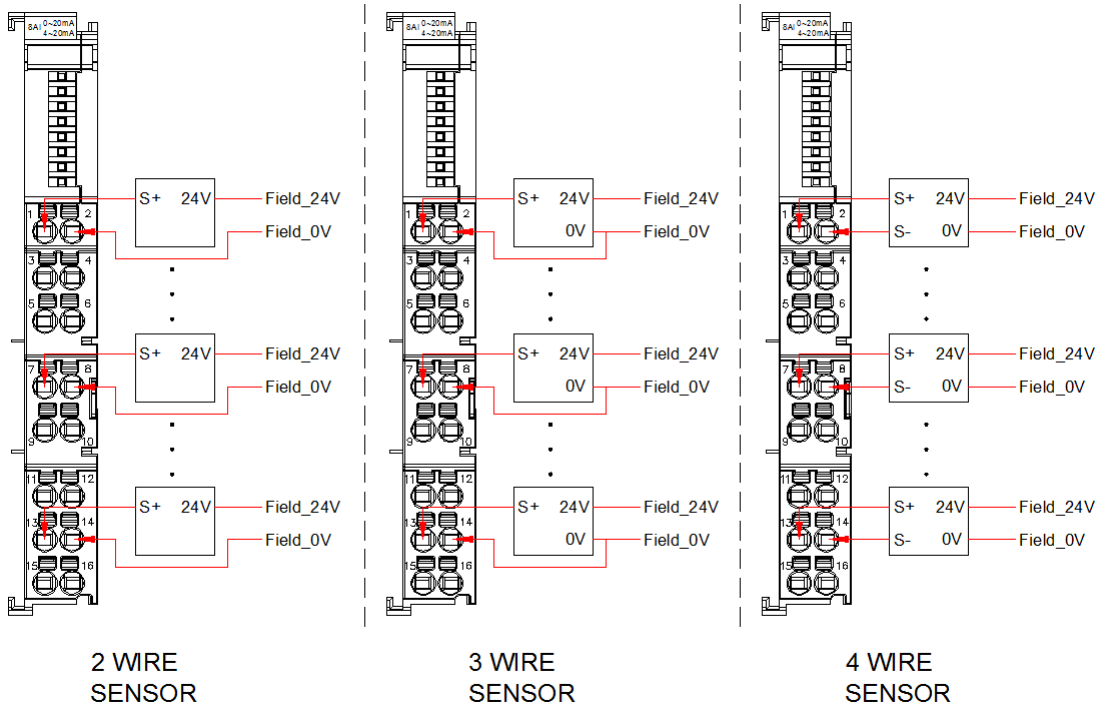 8AI 0~20mA
4~20mA
1 2
3 4
5 6
7 8
9 10
11 12
13 14
15 16
S+ 24V Field_24V
Field_0V
S+ 24V Field_24V
Field_0V
S+ 24V Field_24V
Field_0V
2 WIRE
SENSOR
8AI 0~20mA
4~20mA
1 2
3 4
5 6
7 8
9 10
11 12
13 14
15 16
S+ 24V Field_24V
0V Field_0V
S+ 24V Field_24V
0V Field_0V
S+ 24V Field_24V
0V Field_0V
3 WIRE
SENSOR
8AI 0~20mA
4~20mA
1 2
3 4
5 6
7 8
9 10
11 12
13 14
15 16
S+ 24V Field_24V
S- 0V Field_0V
S+ 24V Field_24V
S- 0V Field_0V
S+ 24V Field_24V
S- 0V Field_0V
4 WIRE
SENSOR